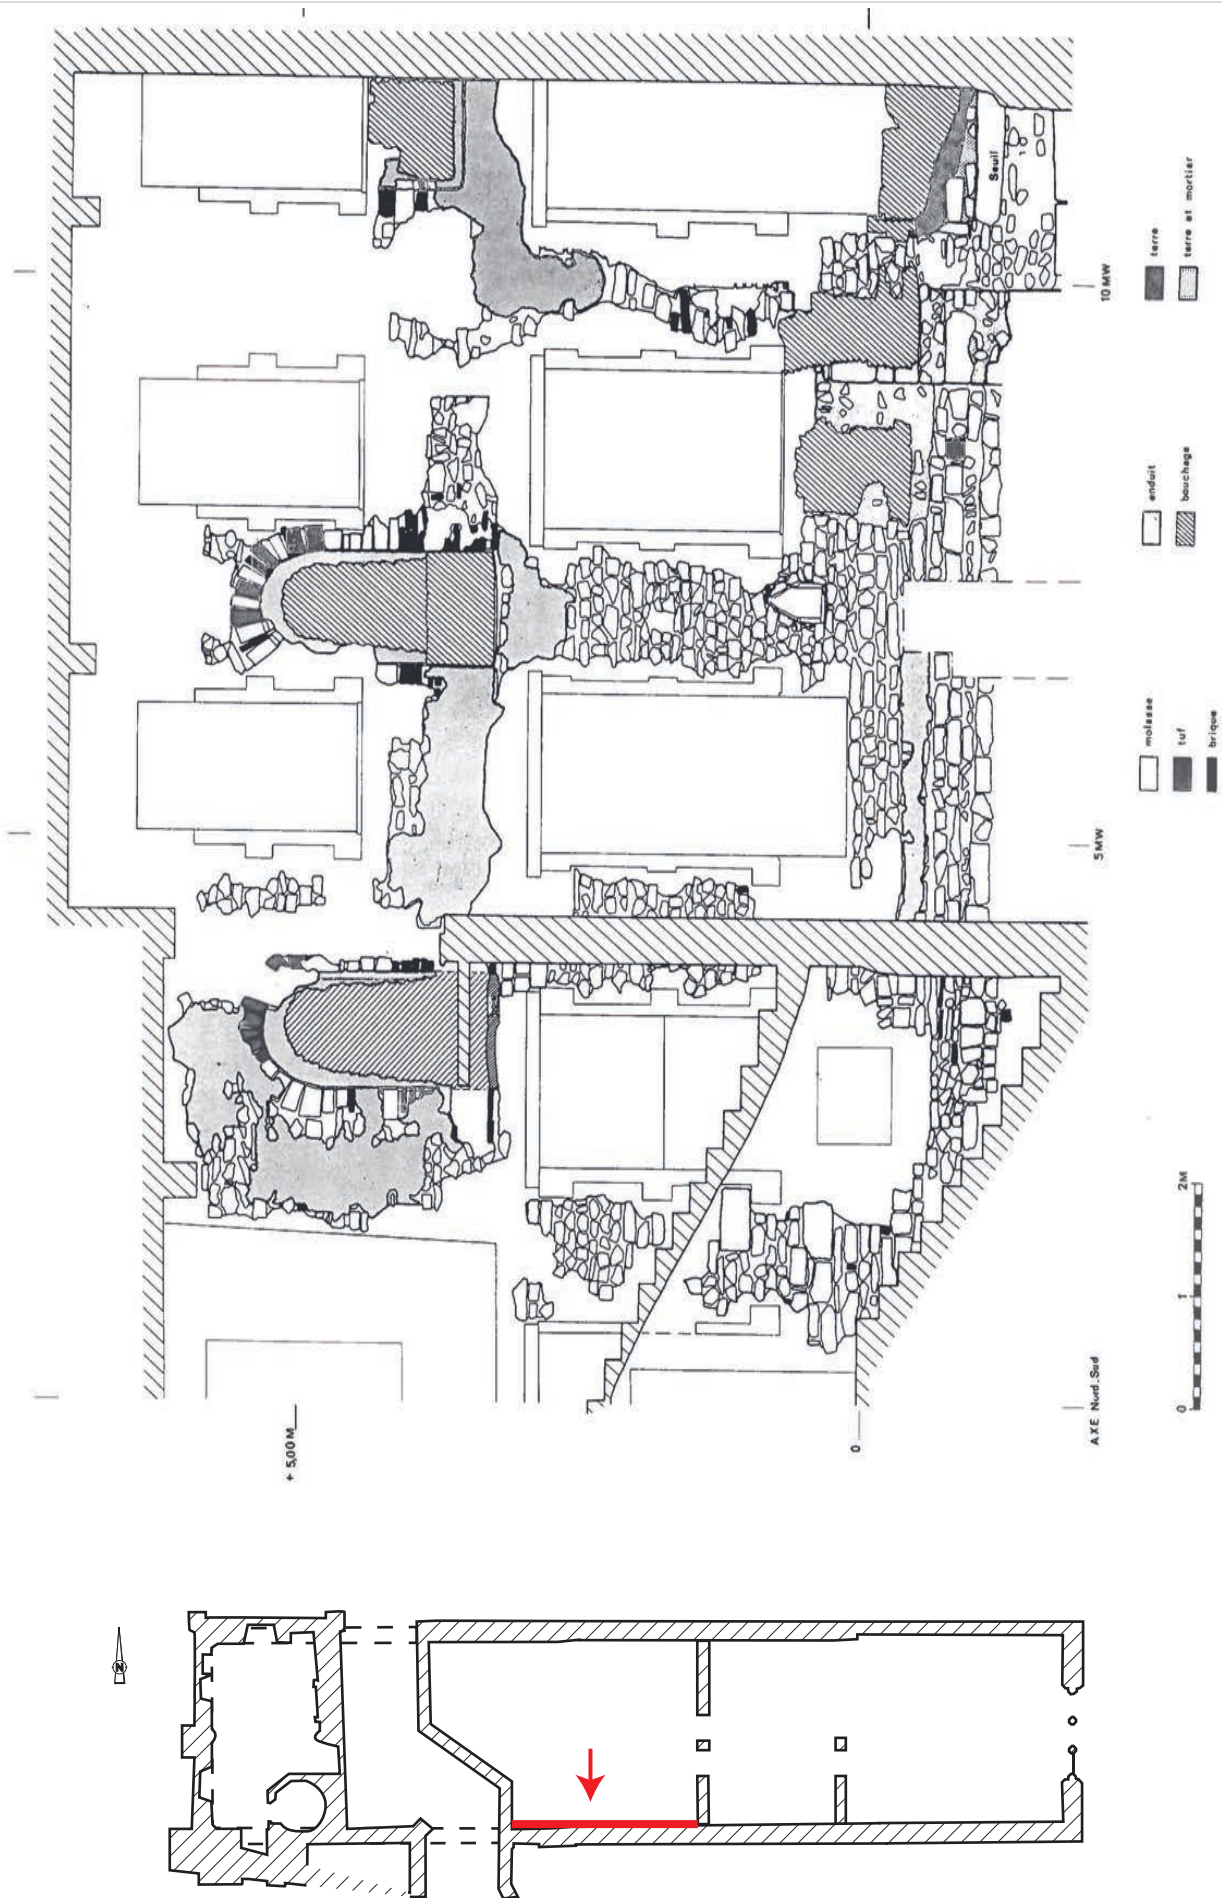 Seuil
10 MW
terre
terre et mortier
enduit
bouchage
molasse
tuf
brique
5 MW
2M
1
0
AXE Nord.Sud
+ 5,00 M
0
N